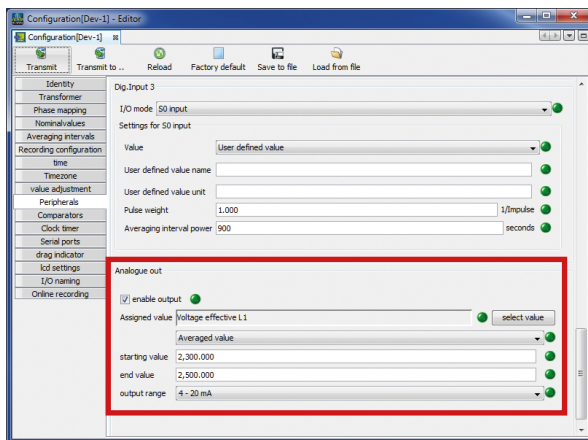 Configuration[Dev-1] - Editor
Configuration[Dev-1]
Transmit
Transmit to ..
Reload
Factory default
Save to file
Load from file
Identity
Transformer
Phase mapping
Nominalvalues
Averaging intervals
Recording configuration
time
Timezone
value adjustment
Peripherals
Comparators
Clock timer
Serial ports
drag indicator
lcd settings
I/O naming
Online recording
Dig.Input 3
I/O mode S0 input
Settings for S0 input
Value User defined value
User defined value name
User defined value unit
Pulse weight 1.000 1/Impulse
Averaging interval power 900 seconds
Analogue out
enable output
Assigned value Voltage effective L1 select value
Averaged value
starting value 2,300.000
end value 2,500.000
output range 4 - 20 mA